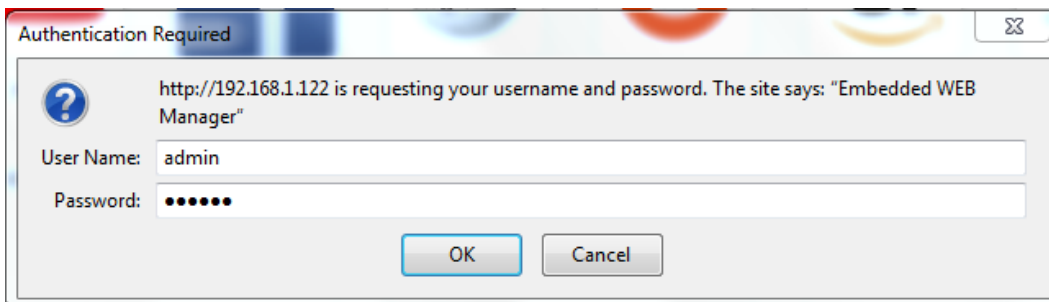 Authentication Required
http://192.168.1.122 is requesting your username and password. The site says: “Embedded WEB
Manager”
User Name: admin
Password: ●●●●●●
OK Cancel